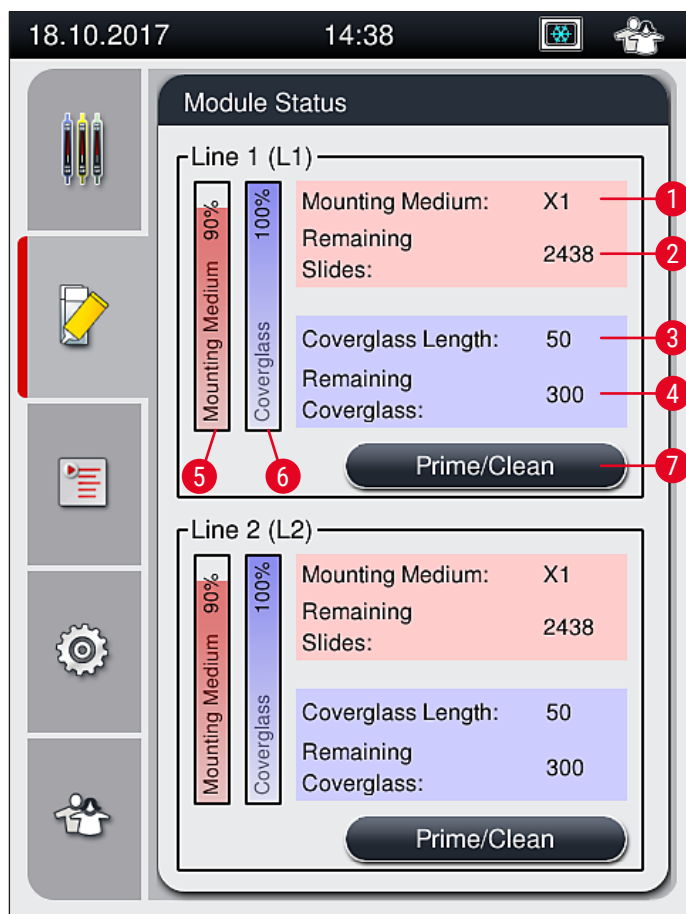 18.10.2017 14:38
Module Status
Line 1 (L1)
Mounting Medium 90%
Coverglass 100%
Mounting Medium: X1
Remaining
Slides: 2438
Coverglass Length: 50
Remaining
Coverglass: 300
Prime/Clean
1
2
3
4
5
6
7
Line 2 (L2)
Mounting Medium 90%
Coverglass 100%
Mounting Medium: X1
Remaining
Slides: 2438
Coverglass Length: 50
Remaining
Coverglass: 300
Prime/Clean